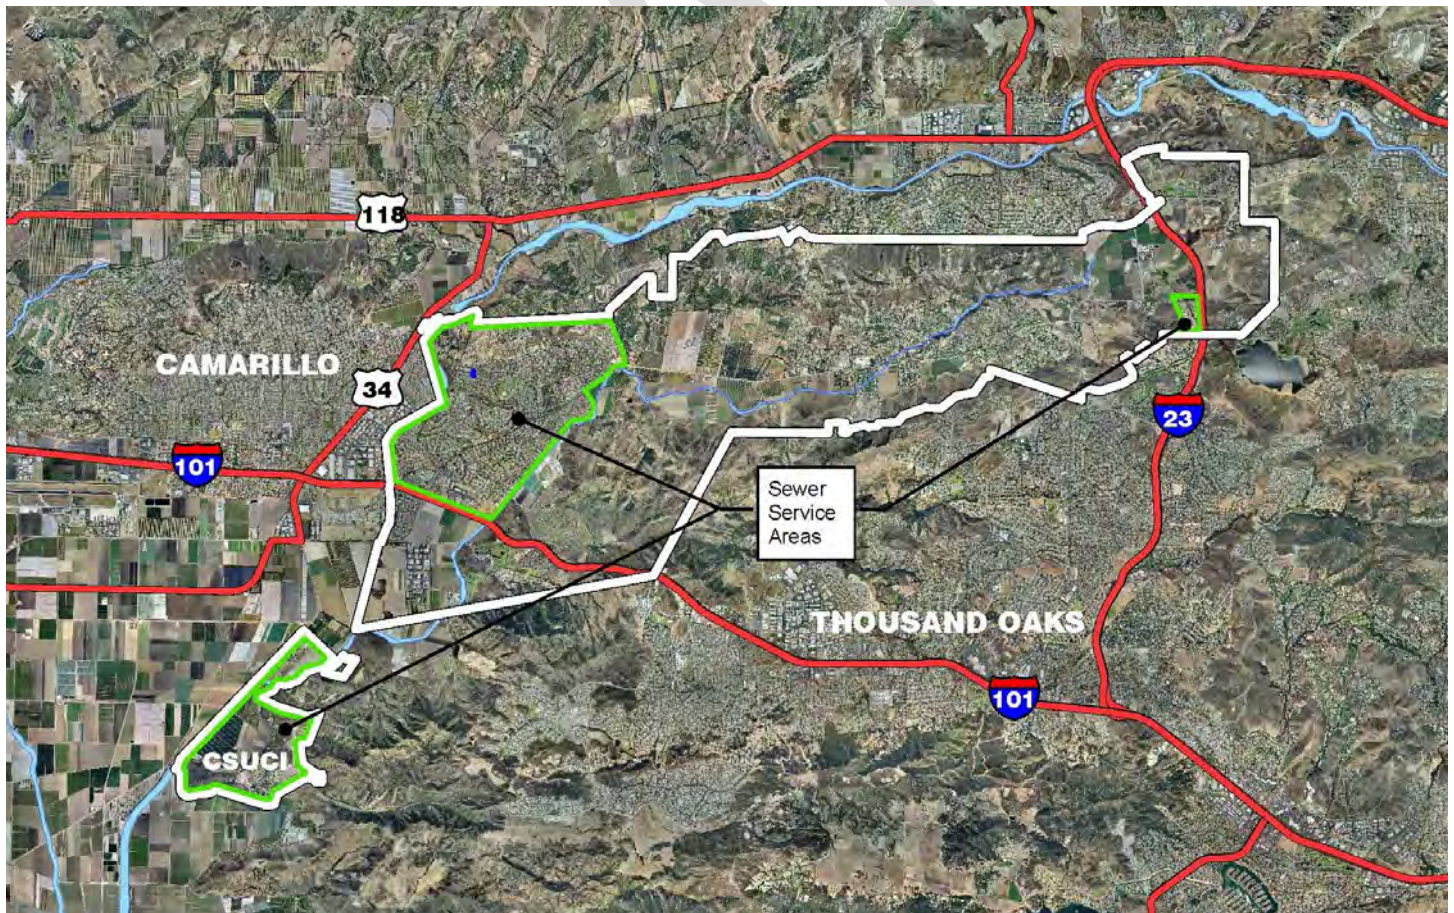 118
CAMARILLO
34
23
101
Sewer
Service
Areas
THOUSAND OAKS
101
CSUCI